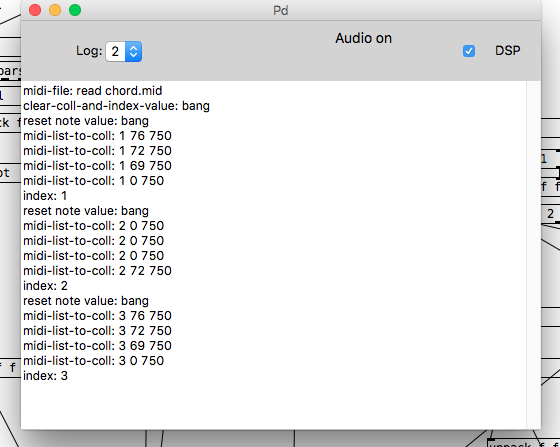 Pd
Audio on
Log: 2
DSP
midi-file: read chord.mid
clear-coll-and-index-value: bang
reset note value: bang
midi-list-to-coll: 1 76 750
midi-list-to-coll: 1 72 750
midi-list-to-coll: 1 69 750
midi-list-to-coll: 1 0 750
index: 1
reset note value: bang
midi-list-to-coll: 2 0 750
midi-list-to-coll: 2 0 750
midi-list-to-coll: 2 0 750
midi-list-to-coll: 2 72 750
index: 2
reset note value: bang
midi-list-to-coll: 3 76 750
midi-list-to-coll: 3 72 750
midi-list-to-coll: 3 69 750
midi-list-to-coll: 3 0 750
index: 3